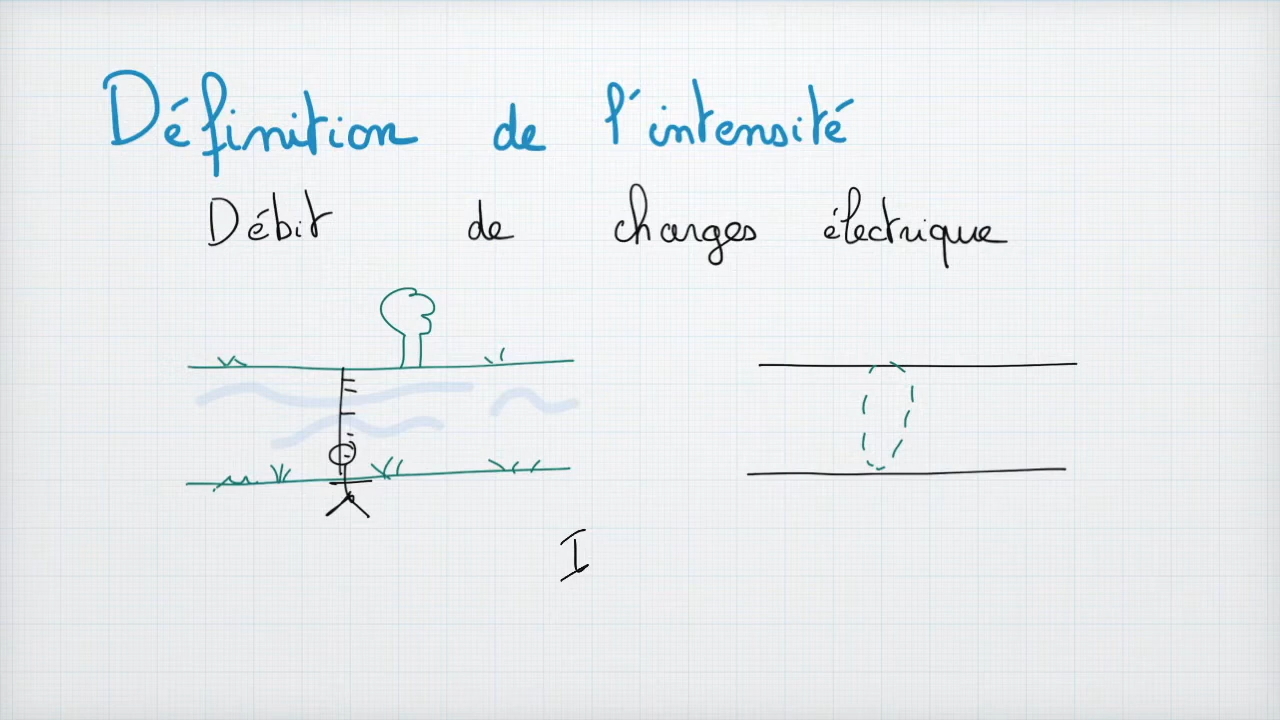 Définition de l'intensité
Débit de charges électrique
I